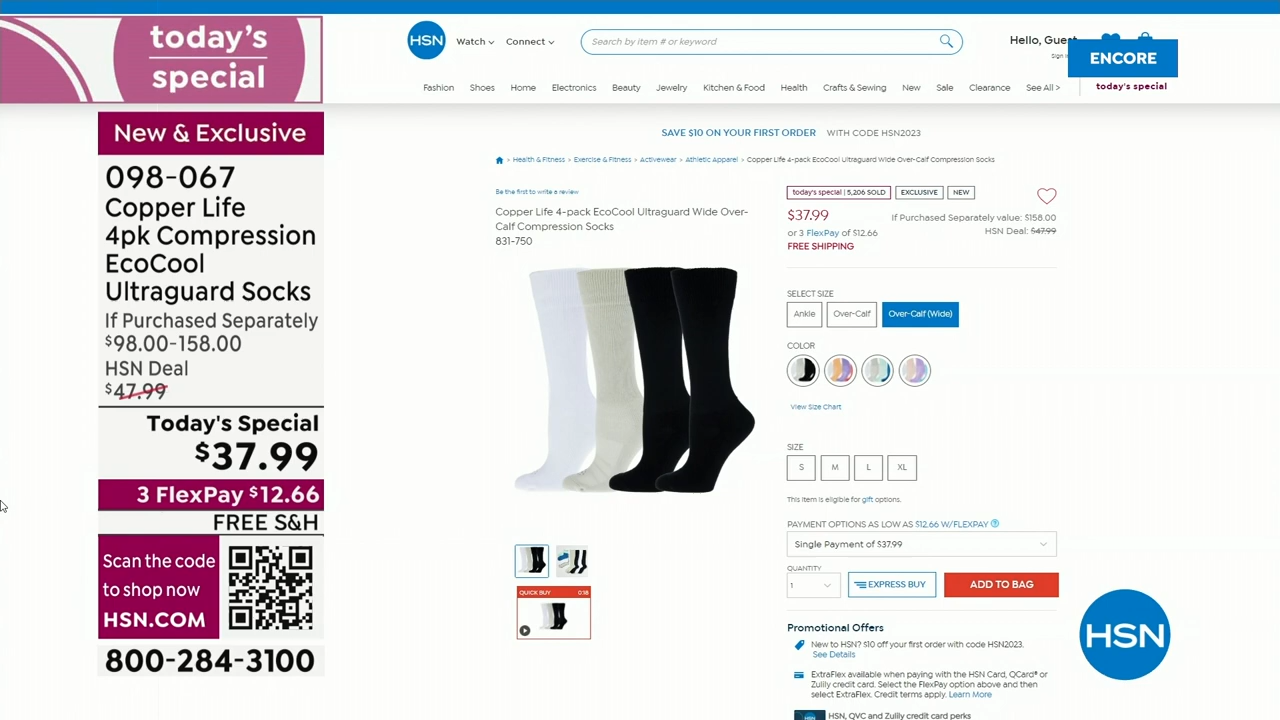 today's
special
New & Exclusive
098-067
Copper Life
4pk Compression
EcoCool
Ultraguard Socks
If Purchased Separately
$98.00-158.00
HSN Deal
$47.99
Today's Special
$37.99
3 FlexPay $12.66
FREE S&H
Scan the code
to shop now
HSN.COM
800-284-3100
HSN
Watch
Connect
Search by item # or keyword
Hello, Guest
Sign
ENCORE
today's special
Fashion Shoes Home Electronics Beauty Jewelry Kitchen & Food Health Crafts & Sewing New Sale Clearance See All >
SAVE $10 ON YOUR FIRST ORDER WITH CODE HSN2023
> Health & Fitness > Exercise & Fitness > Activewear > Athletic Apparel > Copper Life 4-pack EcoCool Ultraguard Wide Over-Calf Compression Socks
Be the first to write a review
Copper Life 4-pack EcoCool Ultraguard Wide Over-
Calf Compression Socks
831-750
QUICK BUY 0:18
today's special | 5,206 SOLD EXCLUSIVE NEW
$37.99 If Purchased Separately value: $158.00
or 3 FlexPay of $12.66 HSN Deal: $47.99
FREE SHIPPING
SELECT SIZE
Ankle Over-Calf Over-Calf (Wide)
COLOR
View Size Chart
SIZE
S M L XL
This item is eligible for gift options.
PAYMENT OPTIONS AS LOW AS $12.66 W/FLEXPAY ?
Single Payment of $37.99
QUANTITY
1 EXPRESS BUY ADD TO BAG
Promotional Offers
New to HSN? $10 off your first order with code HSN2023.
See Details
ExtraFlex available when paying with the HSN Card, QCard® or
Zulily credit card. Select the FlexPay option above and then
select ExtraFlex. Credit terms apply. Learn More
HSN, QVC and Zulily credit card perks
HSN